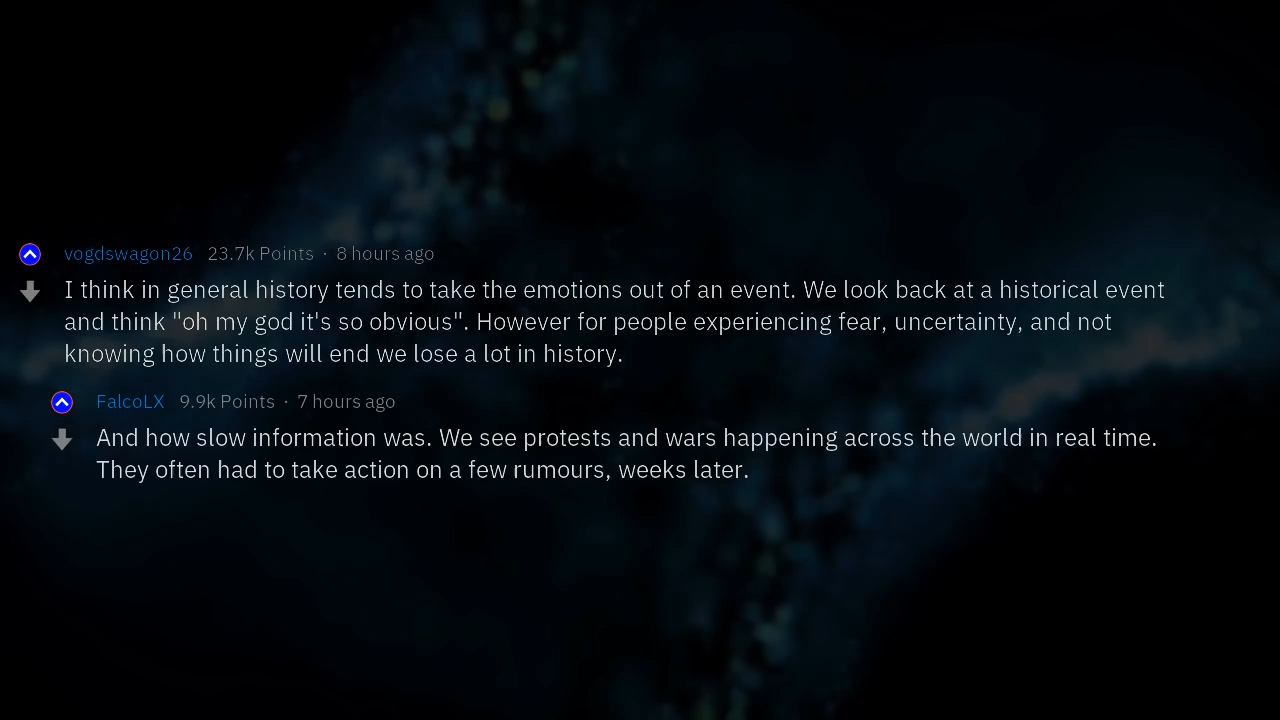 vogdswagon26 23.7k Points · 8 hours ago
I think in general history tends to take the emotions out of an event. We look back at a historical event
and think "oh my god it's so obvious". However for people experiencing fear, uncertainty, and not
knowing how things will end we lose a lot in history.
FalcoLX 9.9k Points · 7 hours ago
And how slow information was. We see protests and wars happening across the world in real time.
They often had to take action on a few rumours, weeks later.